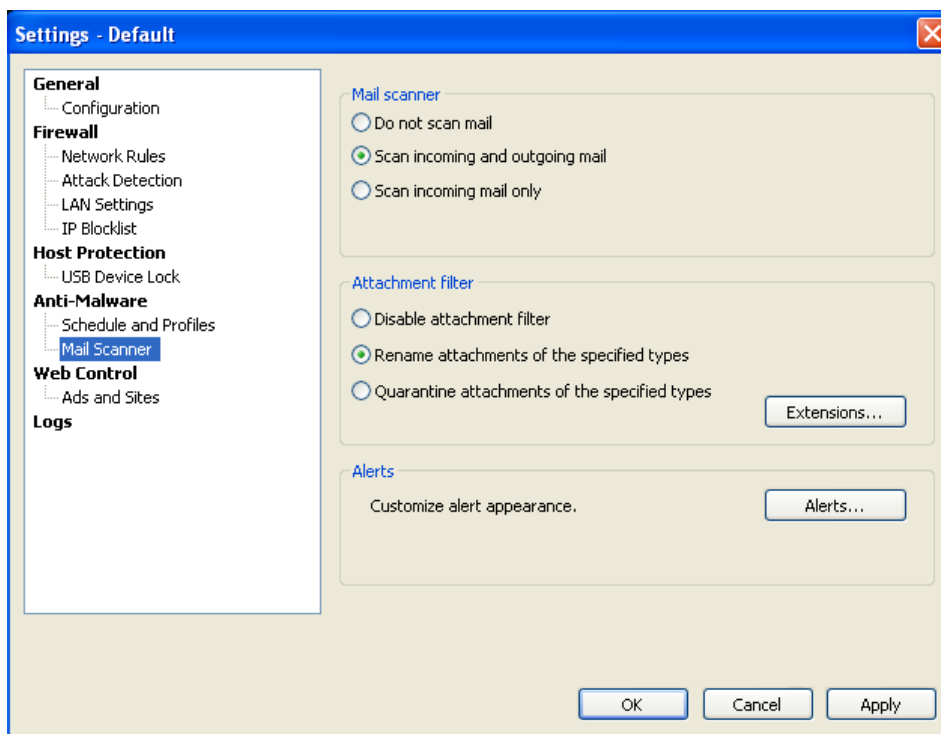 Settings - Default
General
Configuration
Firewall
Network Rules
Attack Detection
LAN Settings
IP Blocklist
Host Protection
USB Device Lock
Anti-Malware
Schedule and Profiles
Mail Scanner
Web Control
Ads and Sites
Logs
Mail scanner
Do not scan mail
Scan incoming and outgoing mail
Scan incoming mail only
Attachment filter
Disable attachment filter
Rename attachments of the specified types
Quarantine attachments of the specified types
Extensions...
Alerts
Customize alert appearance.
Alerts...
OK
Cancel
Apply